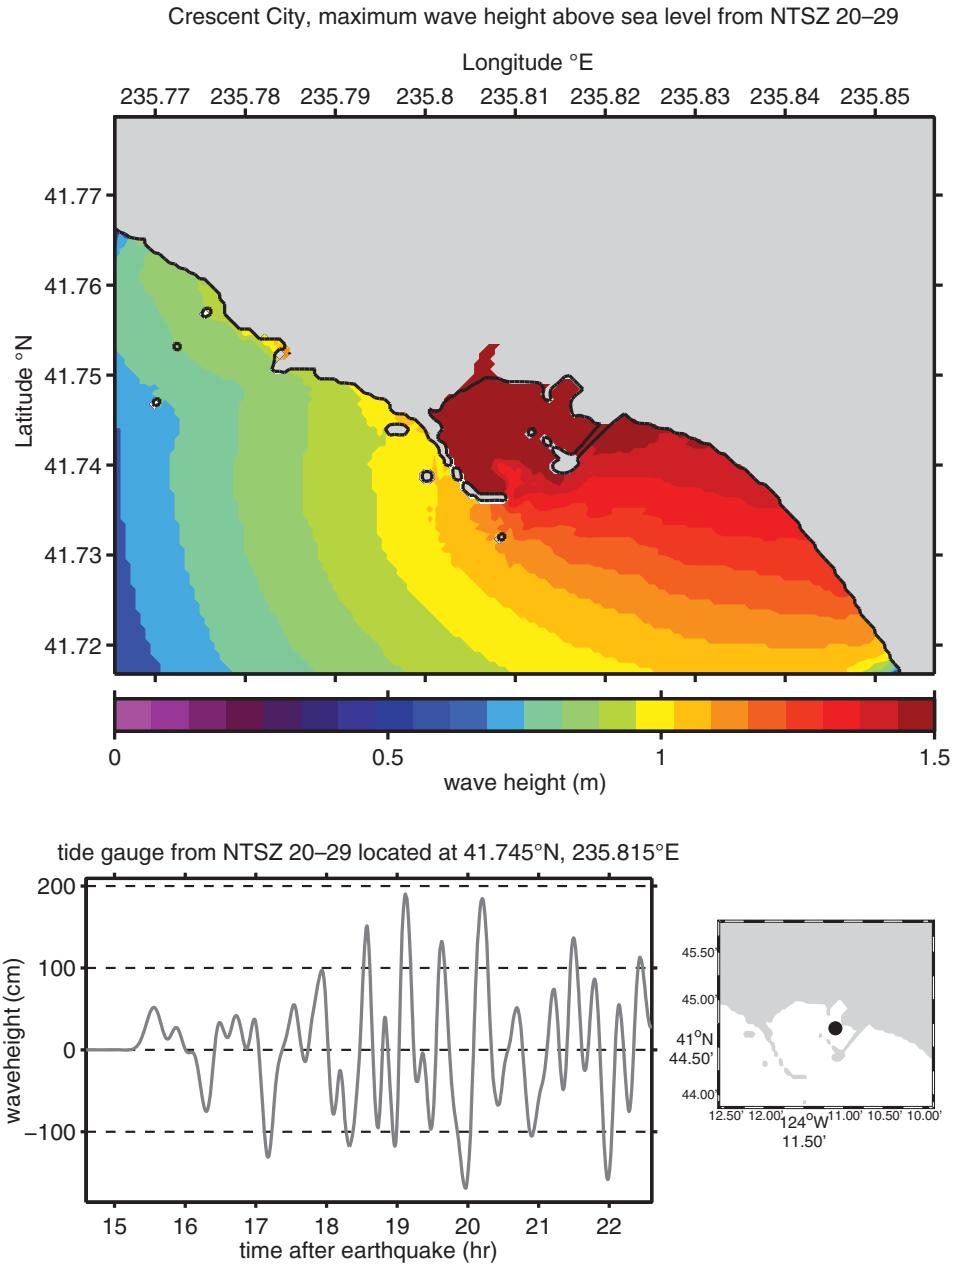 Crescent City, maximum wave height above sea level from NTSZ 20–29
Longitude °E
235.77 235.78 235.79 235.8 235.81 235.82 235.83 235.84 235.85
Latitude °N
41.77
41.76
41.75
41.74
41.73
41.72
0 0.5 1 1.5
wave height (m)
tide gauge from NTSZ 20–29 located at 41.745°N, 235.815°E
waveheight (cm)
200
100
0
−100
15 16 17 18 19 20 21 22
time after earthquake (hr)
45.50'
45.00'
41°N
44.50'
44.00'
12.50' 12.00' 11.00' 10.50' 10.00'
124°W
11.50'